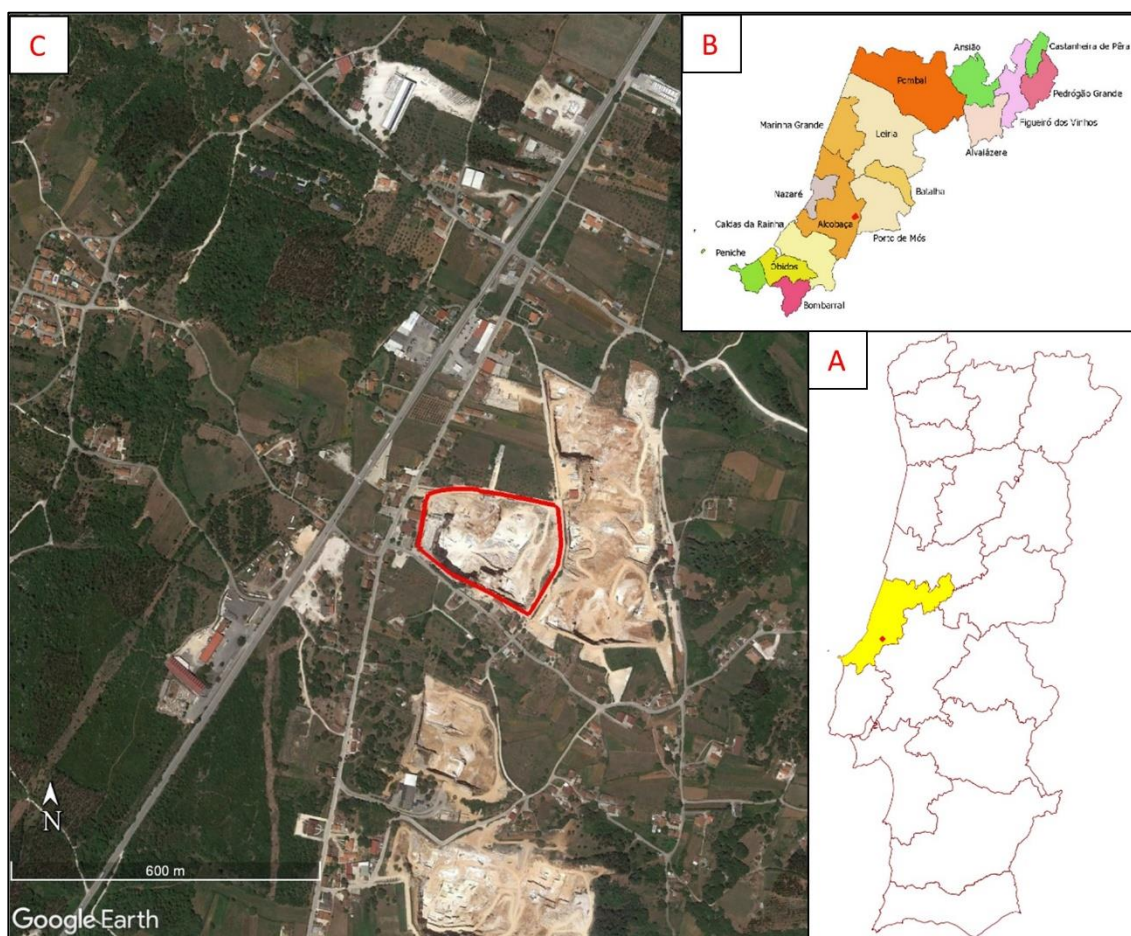 C
B
Castanheira de Pêra
Ansião
Pombal
Pedrógão Grande
Marinha Grande
Leiria
Figueiró dos Vinhos
Alvaiázere
Nazaré
Batalha
Caldas da Rainha
Alcobaça
Porto de Mós
Peniche
Óbidos
Bombarral
A
N
600 m
Google Earth